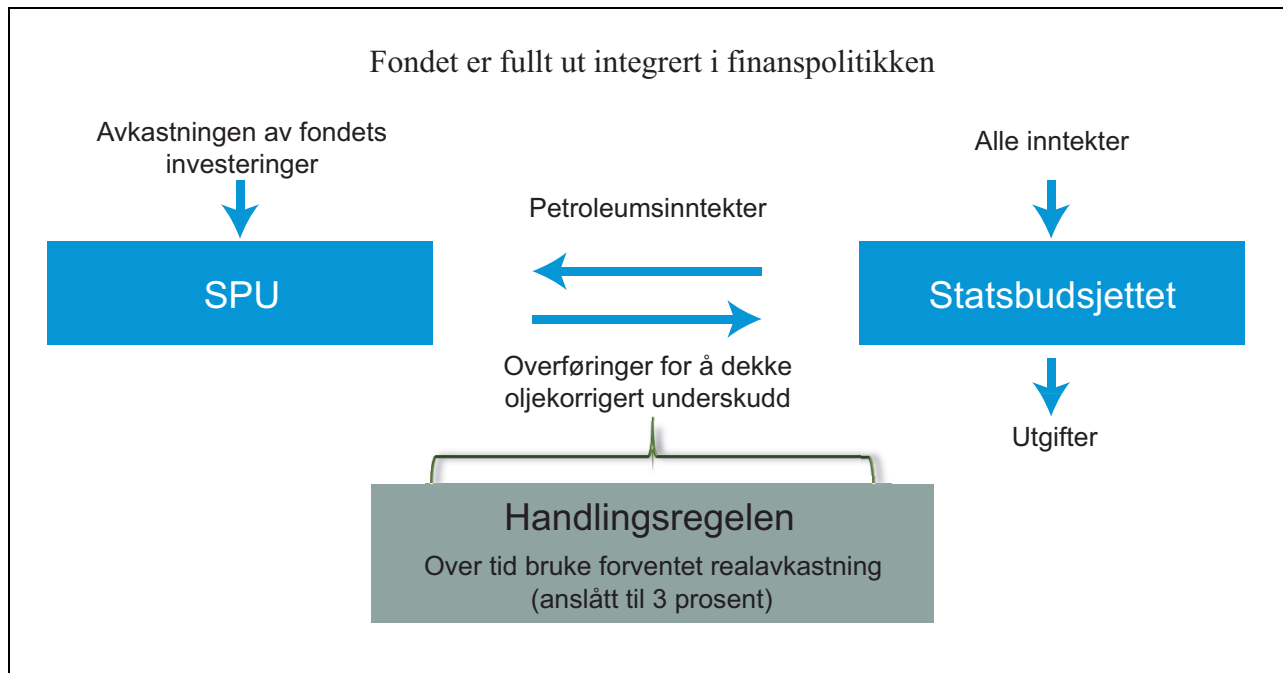 Fondet er fullt ut integrert i finanspolitikken
Avkastningen av fondets
investeringer
Alle inntekter
Petroleumsinntekter
SPU
Statsbudsjettet
Overføringer for å dekke
oljekorrigert underskudd
Utgifter
Handlingsregelen
Over tid bruke forventet realavkastning
(anslått til 3 prosent)